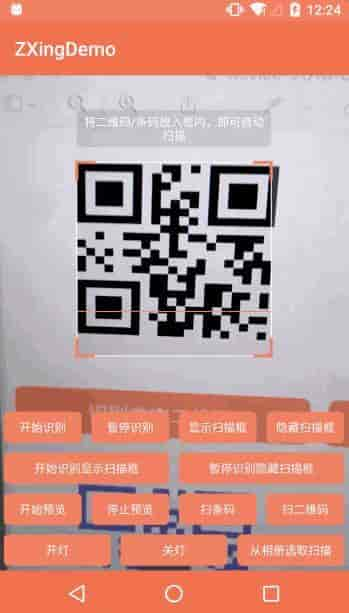 12:24
ZXingDemo
将二维码/条码放入框内，即可自动
扫描
开始识别 暂停识别 显示扫描框 隐藏扫描框
开始识别显示扫描框 暂停识别隐藏扫描框
开始预览 停止预览 扫条码 扫二维码
开灯 关灯 从相册选取扫描